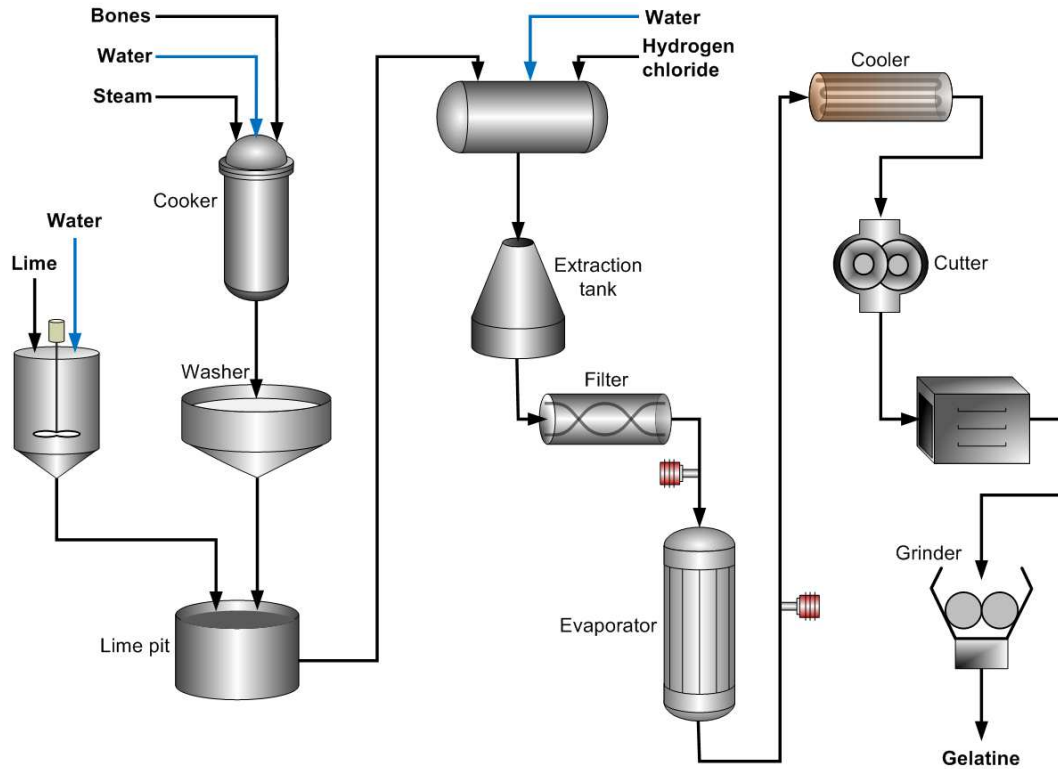 Bones
Water
Steam
Cooker
Water
Lime
Washer
Lime pit
Water
Hydrogen
chloride
Extraction
tank
Filter
Evaporator
Cooler
Cutter
Grinder
Gelatine